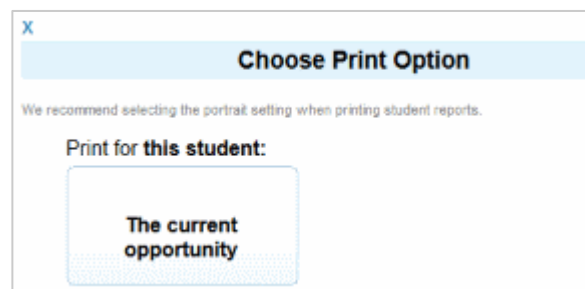 X
Choose Print Option
We recommend selecting the portrait setting when printing student reports.
Print for this student:
The current
opportunity